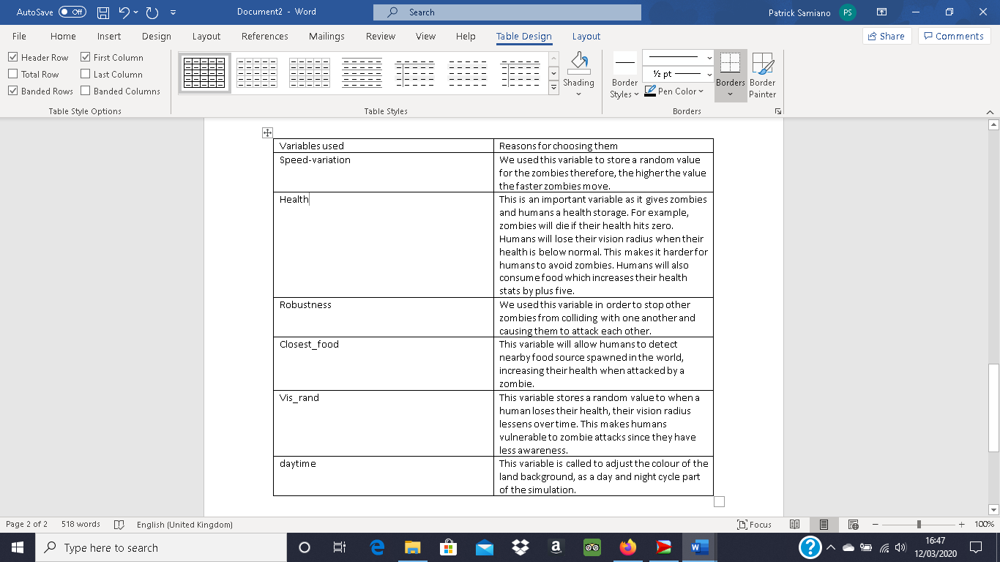 AutoSave Off Document2 - Word Search Patrick Samiano PS
File Home Insert Design Layout References Mailings Review View Help Table Design Layout Share Comments
Header Row First Column
Total Row Last Column
Banded Rows Banded Columns
Table Style Options
Table Styles
Shading
Border Styles
½ pt
Pen Color
Borders
Border Painter
Borders
Variables used
Reasons for choosing them
Speed-variation
We used this variable to store a random value
for the zombies therefore, the higher the value
the faster zombies move.
Health
This is an important variable as it gives zombies
and humans a health storage. For example,
zombies will die if their health hits zero.
Humans will lose their vision radius when their
health is below normal. This makes it harder for
humans to avoid zombies. Humans will also
consume food which increases their health
stats by plus five.
Robustness
We used this variable in order to stop other
zombies from colliding with one another and
causing them to attack each other.
Closest_food
This variable will allow humans to detect
nearby food source spawned in the world,
increasing their health when attacked by a
zombie.
Vis_rand
This variable stores a random value to when a
human loses their health, their vision radius
lessens over time. This makes humans
vulnerable to zombie attacks since they have
less awareness.
daytime
This variable is called to adjust the colour of the
land background, as a day and night cycle part
of the simulation.
Page 2 of 2 518 words English (United Kingdom) Focus 100%
Type here to search
16:47
12/03/2020